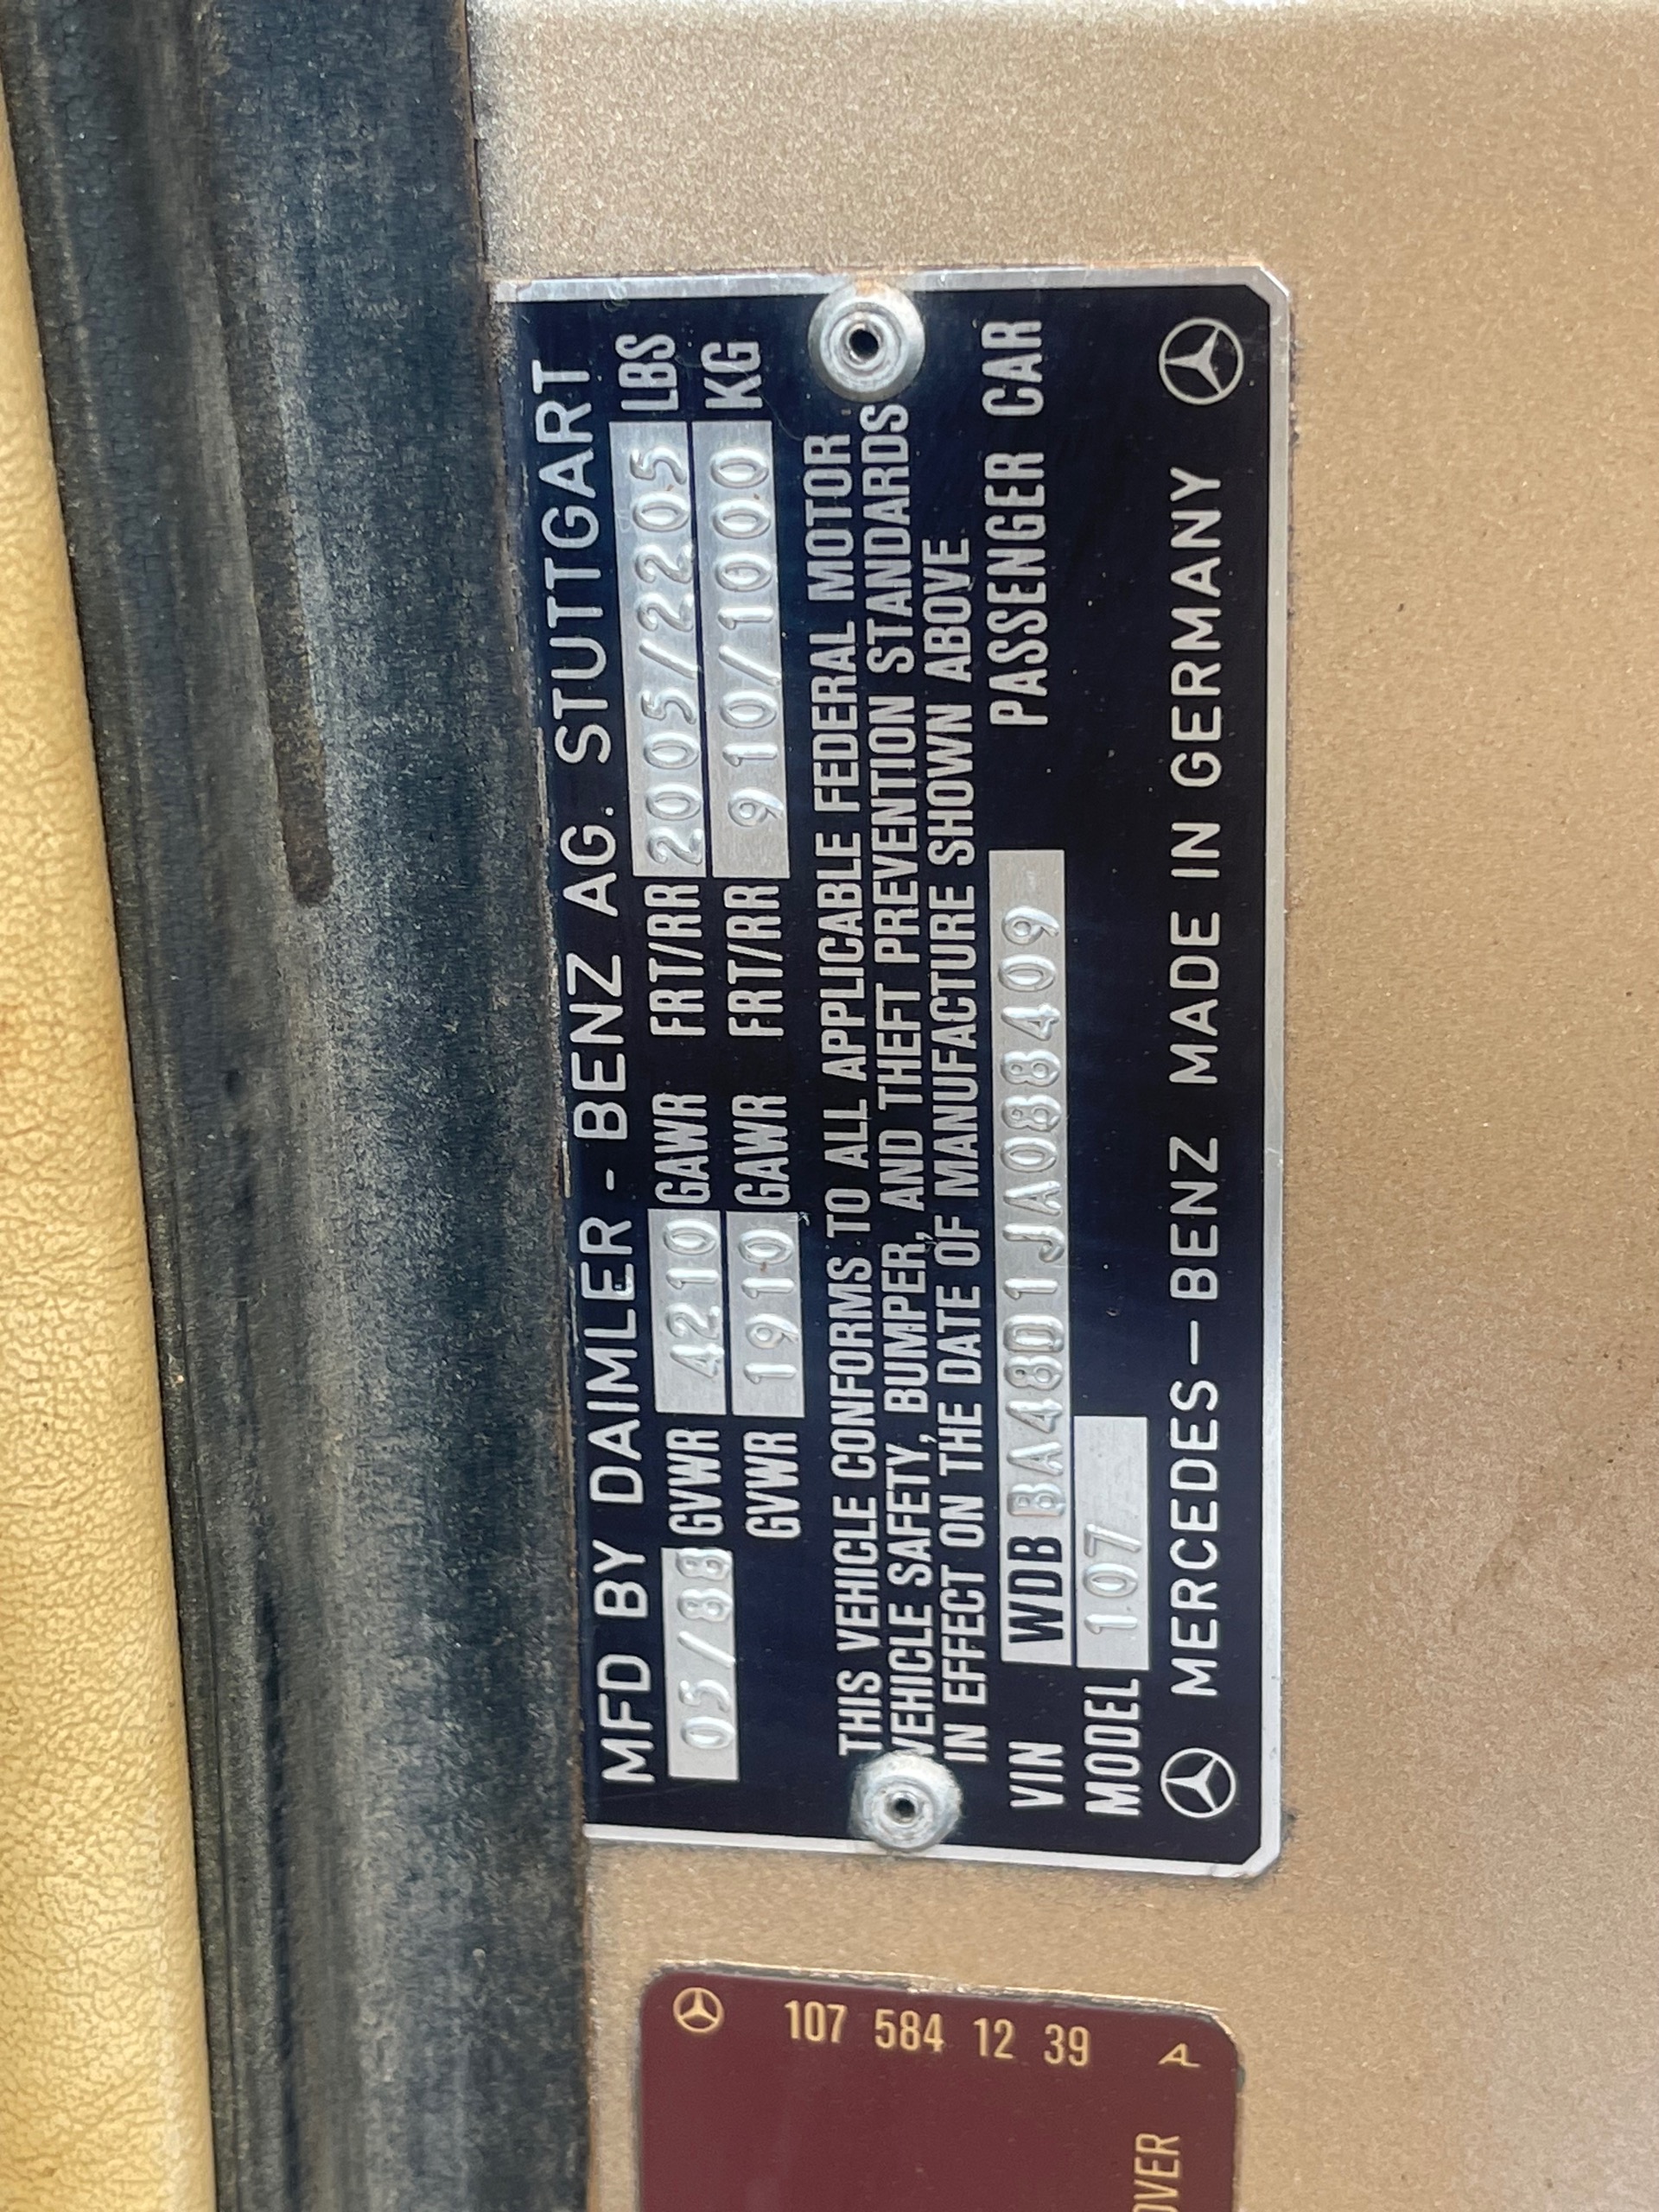 MFD BY DAIMLER - BENZ AG. STUTTGART
05/88 GVWR 4210 GAWR FRT/RR 2005/2205 LBS
GVWR 1910 GAWR FRT/RR 910/1000 KG
THIS VEHICLE CONFORMS TO ALL APPLICABLE FEDERAL MOTOR
VEHICLE SAFETY, BUMPER, AND THEFT PREVENTION STANDARDS
IN EFFECT ON THE DATE OF MANUFACTURE SHOWN ABOVE
VIN WDB BA48D1JA088409 PASSENGER CAR
MODEL 107
MERCEDES-BENZ MADE IN GERMANY
107 584 12 39
OVER